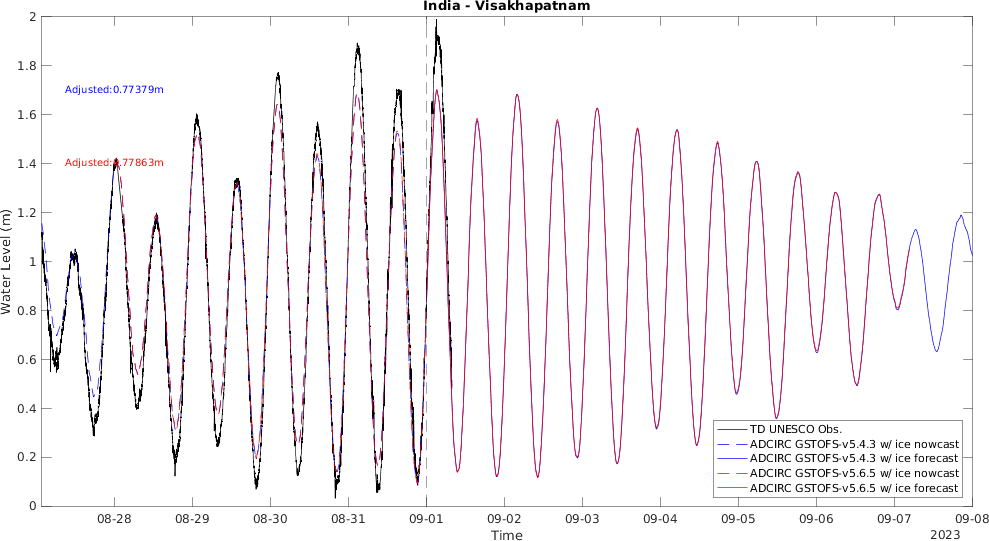 India - Visakhapatnam
2
1.8
1.6
1.4
1.2
1
0.8
0.6
0.4
0.2
0
Water Level (m)
Adjusted:0.77379m
Adjusted:0.77863m
TD UNESCO Obs.
ADCIRC GSTOFS-v5.4.3 w/ ice nowcast
ADCIRC GSTOFS-v5.4.3 w/ ice forecast
ADCIRC GSTOFS-v5.6.5 w/ ice nowcast
ADCIRC GSTOFS-v5.6.5 w/ ice forecast
08-28 08-29 08-30 08-31 09-01 09-02 09-03 09-04 09-05 09-06 09-07 09-08
Time
2023